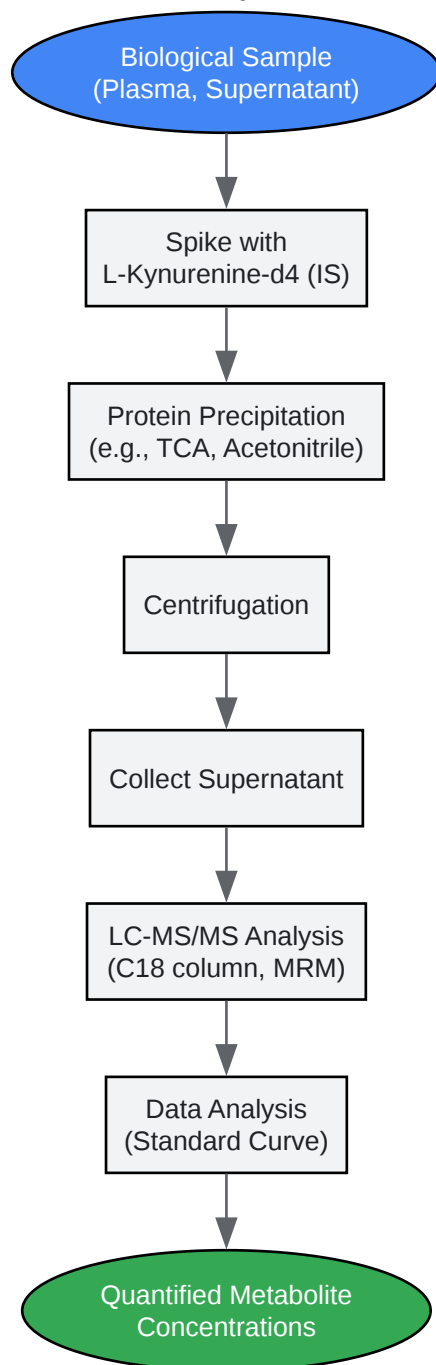 Biological Sample
(Plasma, Supernatant)
Spike with
L-Kynurenine-d4 (IS)
Protein Precipitation
(e.g., TCA, Acetonitrile)
Centrifugation
Collect Supernatant
LC-MS/MS Analysis
(C18 column, MRM)
Data Analysis
(Standard Curve)
Quantified Metabolite
Concentrations